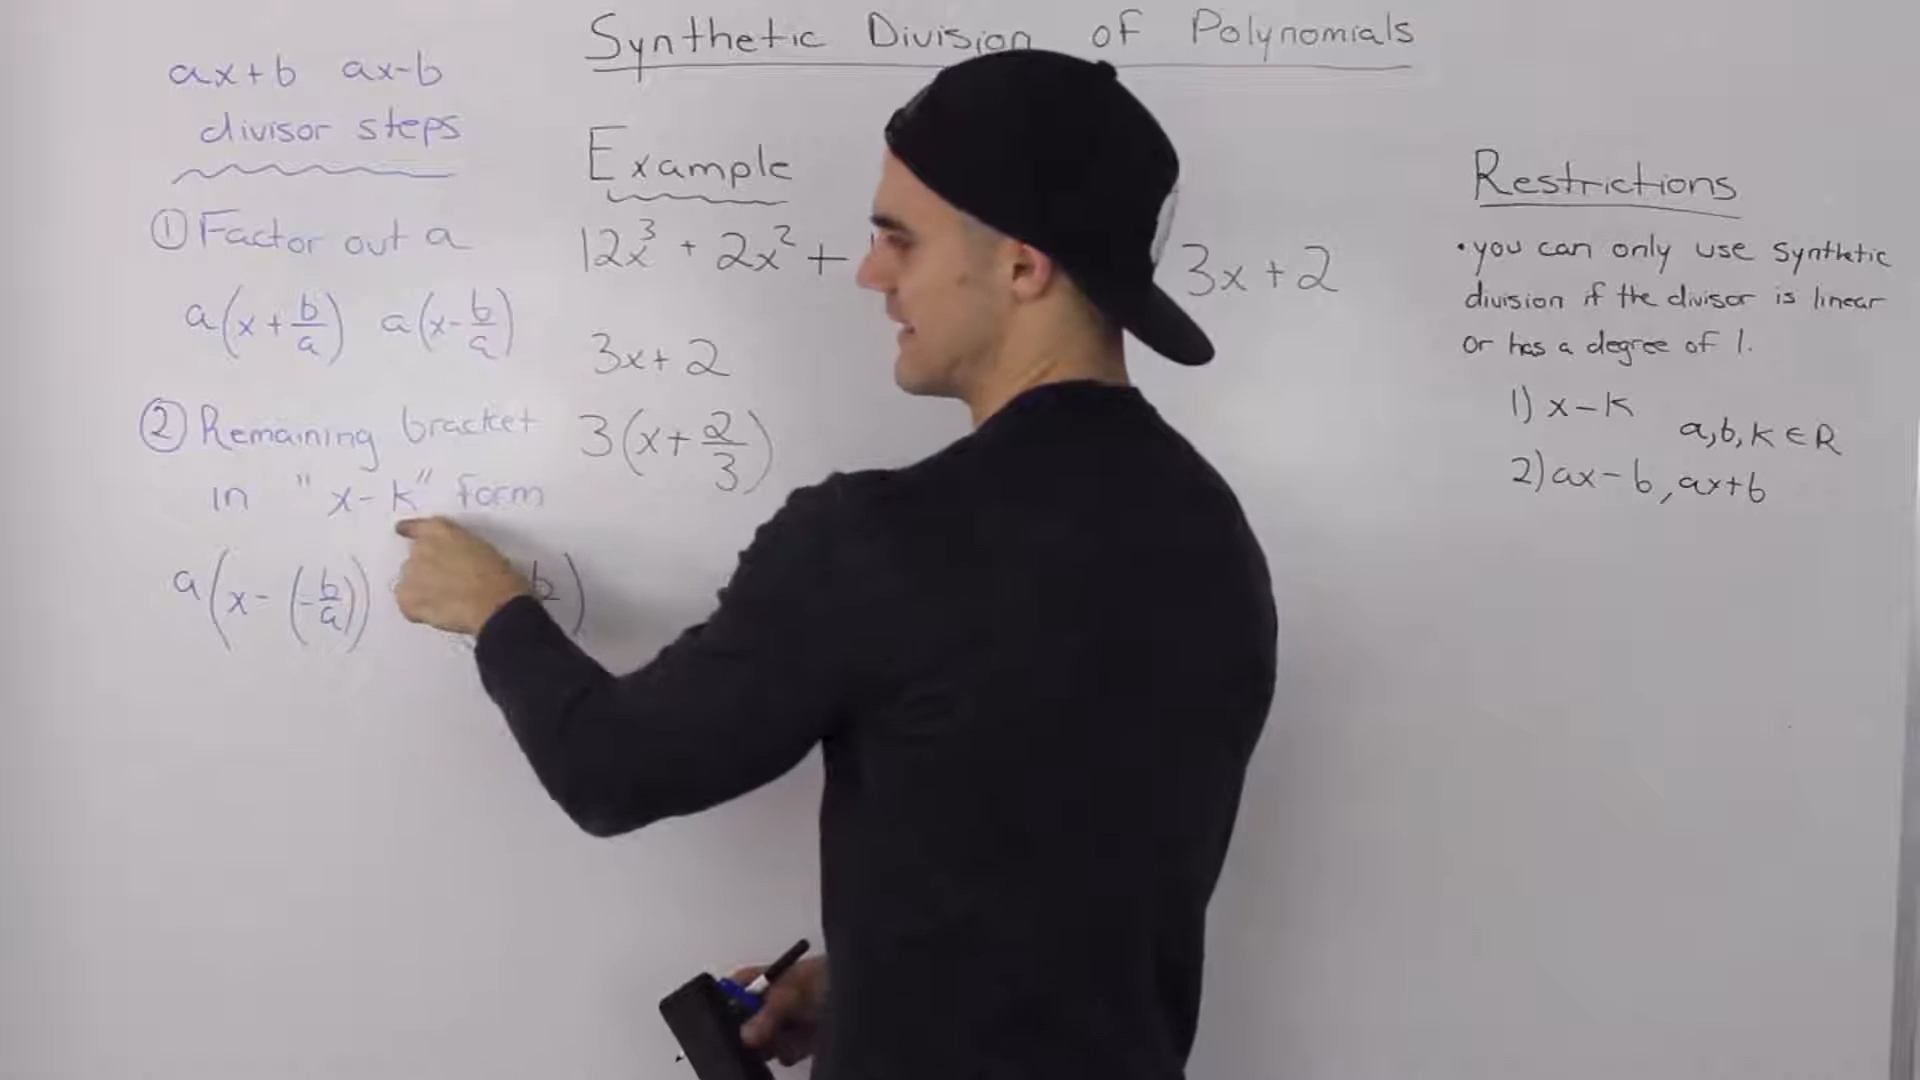 Synthetic Division of Polynomials
ax+b ax-b
divisor steps
① Factor out a
a(x+b/a) a(x-b/a)
② Remaining bracket
in "x-k" form
a(x-(-b/a)) b)
Example
12x³ + 2x² + 3x+2
3x+2
3(x+2/3)
Restrictions
• you can only use synthetic
division if the divisor is linear
or has a degree of 1.
1) x-k
a,b,k ∈ R
2) ax-b, ax+b